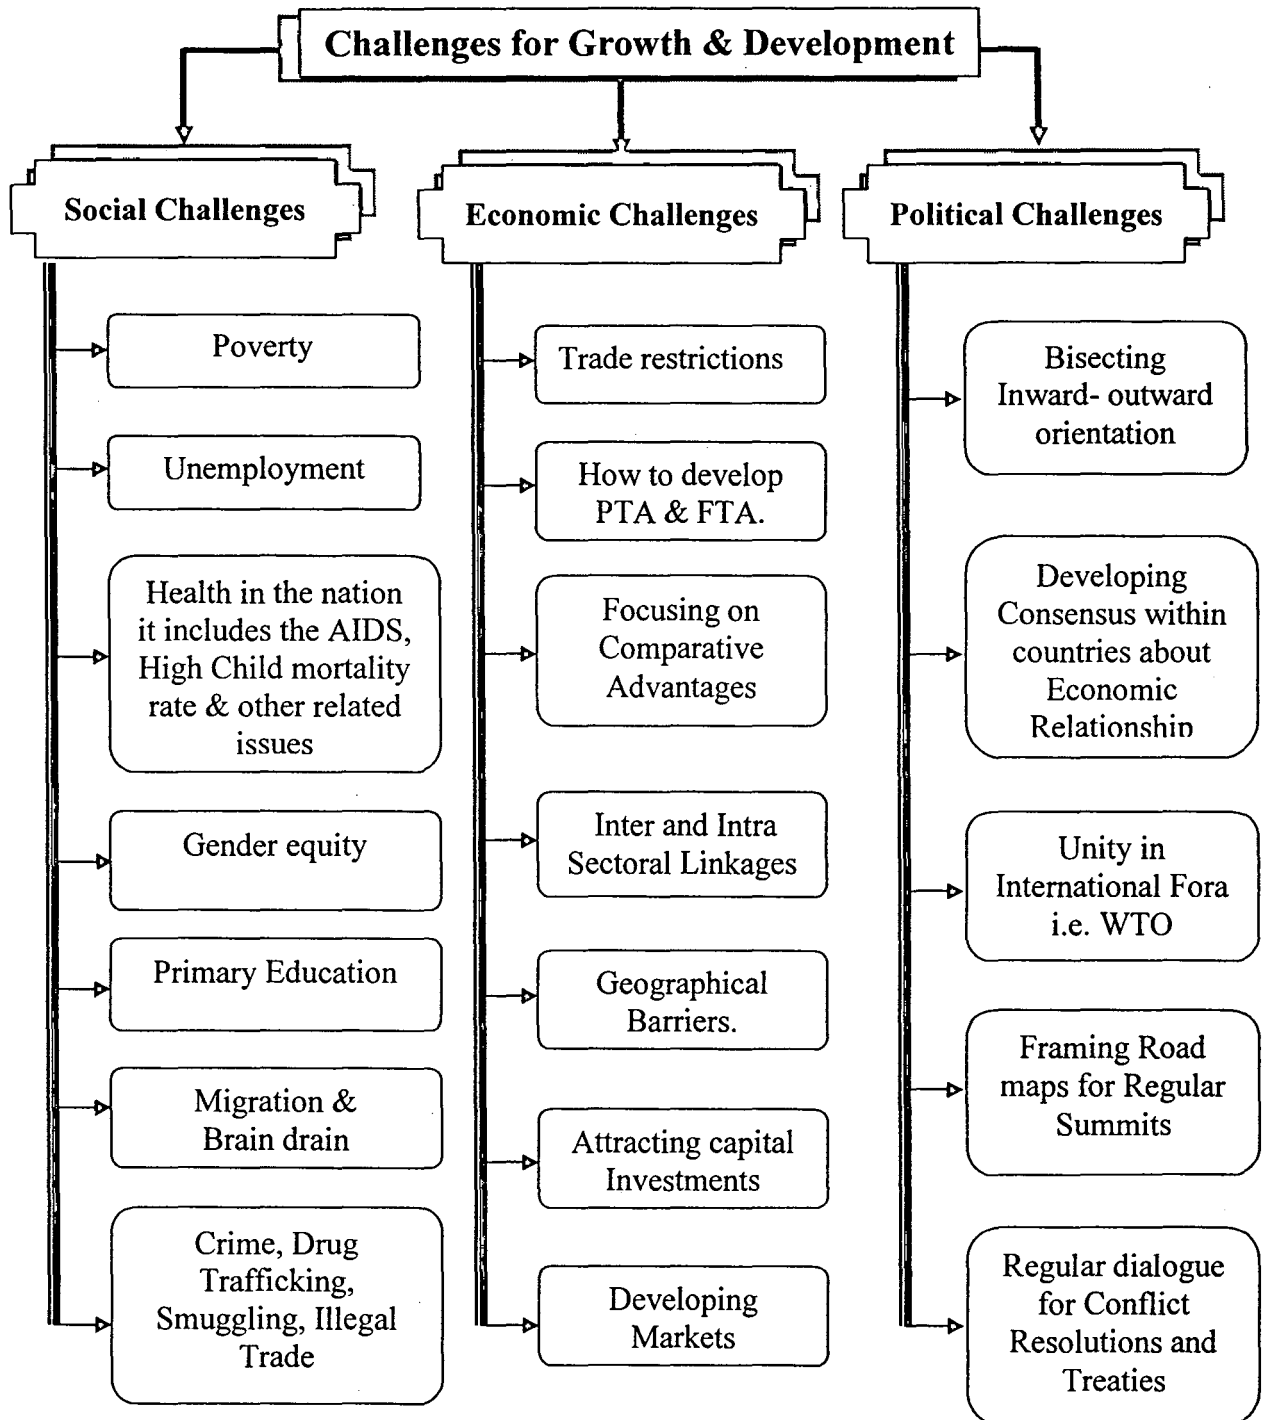 Challenges for Growth & Development
Social Challenges
Poverty
Unemployment
Health in the nation
it includes the AIDS,
High Child mortality
rate & other related
issues
Gender equity
Primary Education
Migration &
Brain drain
Crime, Drug
Trafficking,
Smuggling, Illegal
Trade
Economic Challenges
Trade restrictions
How to develop
PTA & FTA.
Focusing on
Comparative
Advantages
Inter and Intra
Sectoral Linkages
Geographical
Barriers.
Attracting capital
Investments
Developing
Markets
Political Challenges
Bisecting
Inward- outward
orientation
Developing
Consensus within
countries about
Economic
Relationship
Unity in
International Fora
i.e. WTO
Framing Road
maps for Regular
Summits
Regular dialogue
for Conflict
Resolutions and
Treaties